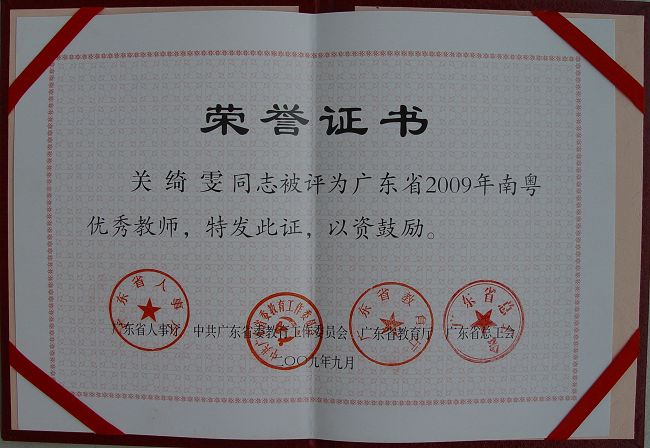 荣誉证书
关绮雯同志被评为广东省2009年南粤
优秀教师，特发此证，以资鼓励。
广东省人事厅 中共广东省委教育工作委员会 广东省教育厅 广东省总工会
二〇〇九年九月